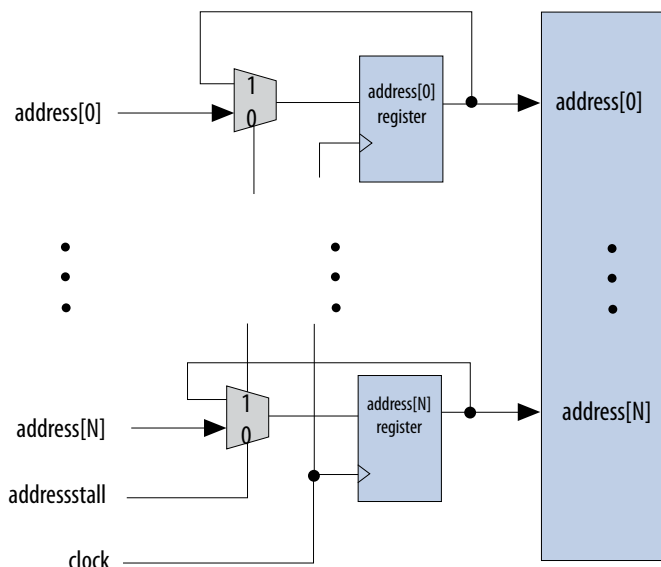 1
0
address[0]
address[0]
register
address[0]
1
0
address[N]
address[N]
register
address[N]
addressstall
clock